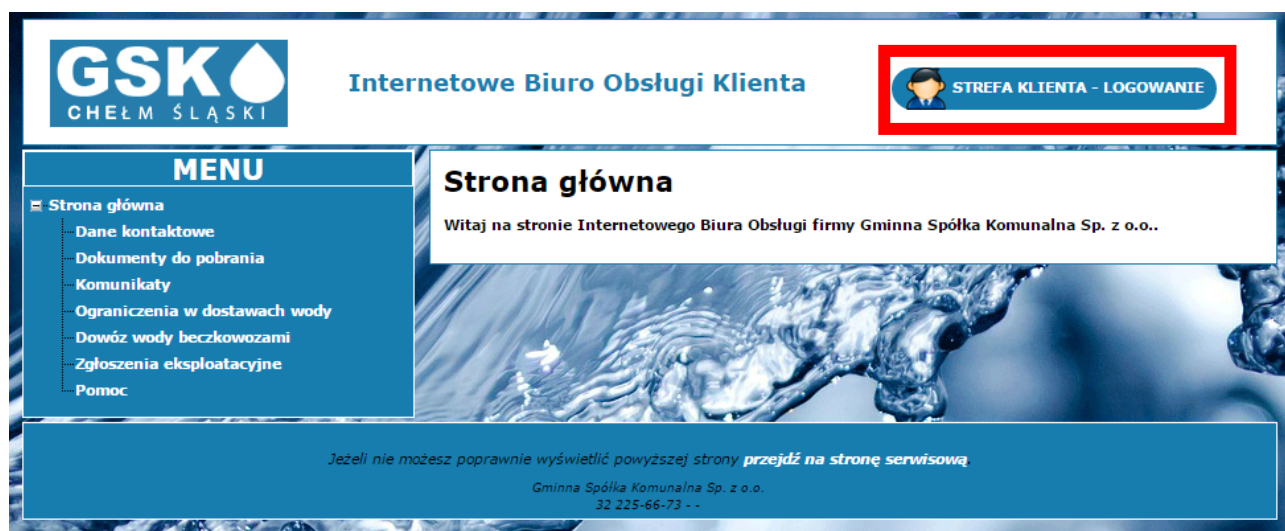 GSK
CHEŁM ŚLĄSKI
Internetowe Biuro Obsługi Klienta
STREFA KLIENTA - LOGOWANIE
MENU
Strona główna
Dane kontaktowe
Dokumenty do pobrania
Komunikaty
Ograniczenia w dostawach wody
Dowóz wody beczkowozami
Zgłoszenia eksploatacyjne
Pomoc
Strona główna
Witaj na stronie Internetowego Biura Obsługi firmy Gminna Spółka Komunalna Sp. z o.o..
Jeżeli nie możesz poprawnie wyświetlić powyższej strony przejdź na stronę serwisową.
Gminna Spółka Komunalna Sp. z o.o.
32 225-66-73 - -